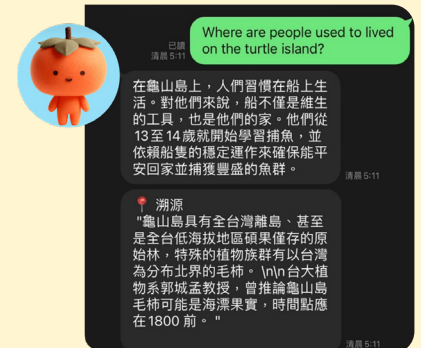 Where are people used to lived
on the turtle island?
已讀
清晨 5:11
在龜山島上，人們習慣在船上生
活。對他們來說，船不僅是維生
的工具，也是他們的家。他們從
13至14歲就開始學習捕魚，並
依賴船隻的穩定運作來確保能平
安回家並捕獲豐盛的魚群。
清晨 5:11
📍 溯源
"龜山島具有全台灣離島、甚至
是全台低海拔地區碩果僅存的原
始林，特殊的植物族群有以台灣
為分布北界的毛柿。 \n\n台大植
物系郭城孟教授，曾推論龜山島
毛柿可能是海漂果實，時間點應
在1800 前。 "
清晨 5:11